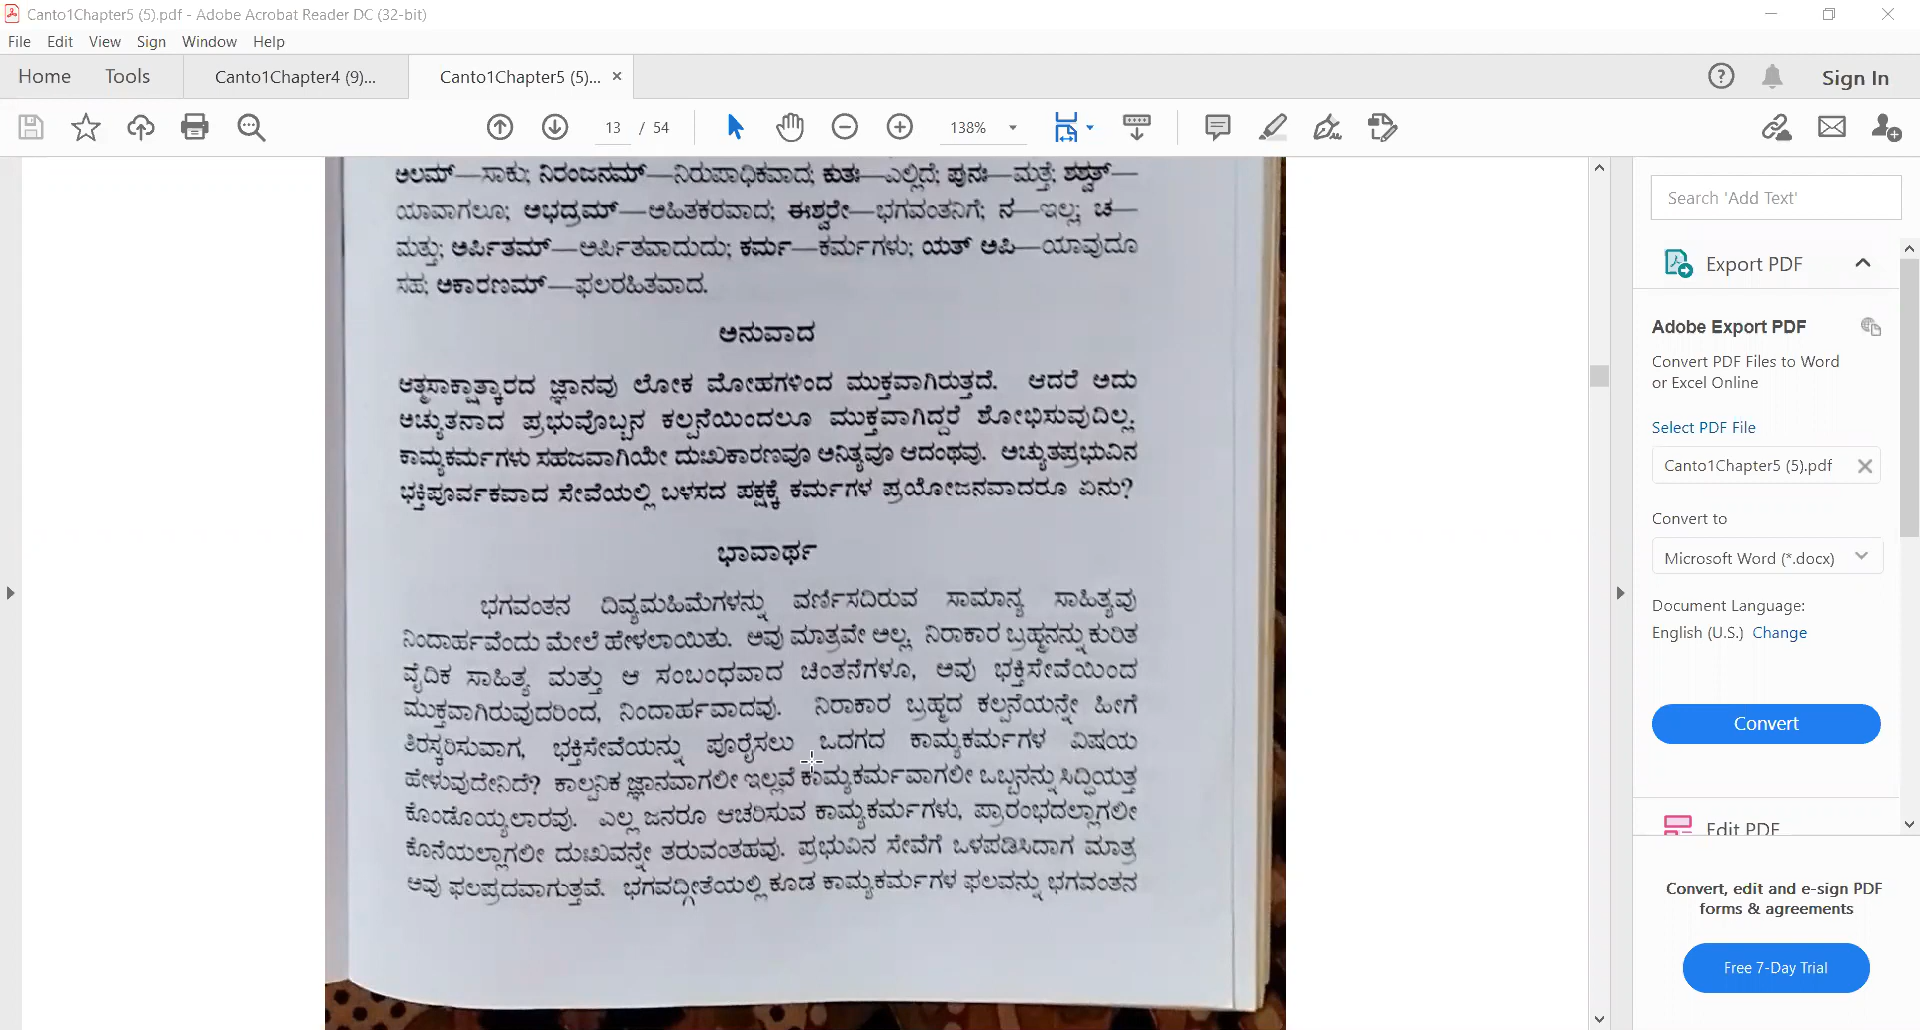 Canto1Chapter5 (5).pdf - Adobe Acrobat Reader DC (32-bit)
File Edit View Sign Window Help
Home Tools Canto1Chapter4 (9)... Canto1Chapter5 (5)... × Sign In
13 / 54 138%
ಅಲಮ್—ಸಾಕು; ನಿರಂಜನಮ್—ನಿರುಪಾಧಿಕವಾದ; ಕುತಃ—ಎಲ್ಲಿದೆ; ಪುನಃ—ಮತ್ತೆ; ಶಶ್ವತ್—
ಯಾವಾಗಲೂ; ಅಭದ್ರಮ್—ಅಹಿತಕರವಾದ; ಈಶ್ವರೇ—ಭಗವಂತನಿಗೆ; ನ—ಇಲ್ಲ; ಚ—
ಮತ್ತು; ಅರ್ಪಿತಮ್—ಅರ್ಪಿತವಾದುದು; ಕರ್ಮ—ಕರ್ಮಗಳು; ಯತ್ ಅಪಿ—ಯಾವುದೂ
ಸಹ; ಅಕಾರಣಮ್—ಫಲರಹಿತವಾದ.
ಅನುವಾದ
ಆತ್ಮಸಾಕ್ಷಾತ್ಕಾರದ ಜ್ಞಾನವು ಲೋಕ ಮೋಹಗಳಿಂದ ಮುಕ್ತವಾಗಿರುತ್ತದೆ. ಆದರೆ ಅದು
ಅಚ್ಯುತನಾದ ಪ್ರಭುವೊಬ್ಬನ ಕಲ್ಪನೆಯಿಂದಲೂ ಮುಕ್ತವಾಗಿದ್ದರೆ ಶೋಭಿಸುವುದಿಲ್ಲ.
ಕಾಮ್ಯಕರ್ಮಗಳು ಸಹಜವಾಗಿಯೇ ದುಃಖಕಾರಣವೂ ಅನಿತ್ಯವೂ ಆದಂಥವು. ಅಚ್ಯುತಪ್ರಭುವಿನ
ಭಕ್ತಿಪೂರ್ವಕವಾದ ಸೇವೆಯಲ್ಲಿ ಬಳಸದ ಪಕ್ಷಕ್ಕೆ ಕರ್ಮಗಳ ಪ್ರಯೋಜನವಾದರೂ ಏನು?
ಭಾವಾರ್ಥ
ಭಗವಂತನ ದಿವ್ಯಮಹಿಮೆಗಳನ್ನು ವರ್ಣಿಸದಿರುವ ಸಾಮಾನ್ಯ ಸಾಹಿತ್ಯವು
ನಿಂದಾರ್ಹವೆಂದು ಮೇಲೆ ಹೇಳಲಾಯಿತು. ಅವು ಮಾತ್ರವೇ ಅಲ್ಲ, ನಿರಾಕಾರ ಬ್ರಹ್ಮನನ್ನು ಕುರಿತ
ವೈದಿಕ ಸಾಹಿತ್ಯ ಮತ್ತು ಆ ಸಂಬಂಧವಾದ ಚಿಂತನೆಗಳೂ, ಅವು ಭಕ್ತಿಸೇವೆಯಿಂದ
ಮುಕ್ತವಾಗಿರುವುದರಿಂದ, ನಿಂದಾರ್ಹವಾದವು. ನಿರಾಕಾರ ಬ್ರಹ್ಮದ ಕಲ್ಪನೆಯನ್ನೇ ಹೀಗೆ
ತಿರಸ್ಕರಿಸುವಾಗ, ಭಕ್ತಿಸೇವೆಯನ್ನು ಪೂರೈಸಲು ಒದಗದ ಕಾಮ್ಯಕರ್ಮಗಳ ವಿಷಯ
ಹೇಳುವುದೇನಿದೆ? ಕಾಲ್ಪನಿಕ ಜ್ಞಾನವಾಗಲೀ ಇಲ್ಲವೆ ಕಾಮ್ಯಕರ್ಮವಾಗಲೀ ಒಬ್ಬನನ್ನು ಸಿದ್ಧಿಯತ್ತ
ಕೊಂಡೊಯ್ಯಲಾರವು. ಎಲ್ಲ ಜನರೂ ಆಚರಿಸುವ ಕಾಮ್ಯಕರ್ಮಗಳು, ಪ್ರಾರಂಭದಲ್ಲಾಗಲೀ
ಕೊನೆಯಲ್ಲಾಗಲೀ ದುಃಖವನ್ನೇ ತರುವಂತಹವು. ಪ್ರಭುವಿನ ಸೇವೆಗೆ ಒಳಪಡಿಸಿದಾಗ ಮಾತ್ರ
ಅವು ಫಲಪ್ರದವಾಗುತ್ತವೆ. ಭಗವದ್ಗೀತೆಯಲ್ಲಿ ಕೂಡ ಕಾಮ್ಯಕರ್ಮಗಳ ಫಲವನ್ನು ಭಗವಂತನ
Search 'Add Text'
Export PDF
Adobe Export PDF
Convert PDF Files to Word
or Excel Online
Select PDF File
Canto1Chapter5 (5).pdf
Convert to
Microsoft Word (*.docx)
Document Language:
English (U.S.) Change
Convert
Edit PDF
Convert, edit and e-sign PDF
forms & agreements
Free 7-Day Trial